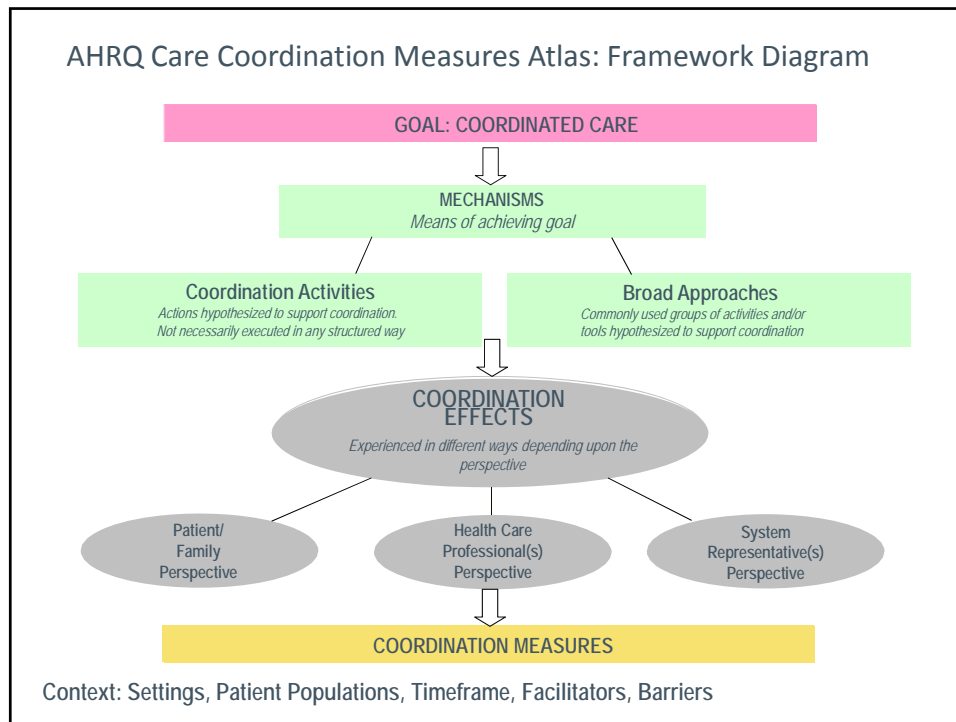 AHRQ Care Coordination Measures Atlas: Framework Diagram
GOAL: COORDINATED CARE
MECHANISMS
Means of achieving goal
Coordination Activities
Actions hypothesized to support coordination.
Not necessarily executed in any structured way
Broad Approaches
Commonly used groups of activities and/or
tools hypothesized to support coordination
COORDINATION
EFFECTS
Experienced in different ways depending upon the
perspective
Patient/
Family
Perspective
Health Care
Professional(s)
Perspective
System
Representative(s)
Perspective
COORDINATION MEASURES
Context: Settings, Patient Populations, Timeframe, Facilitators, Barriers